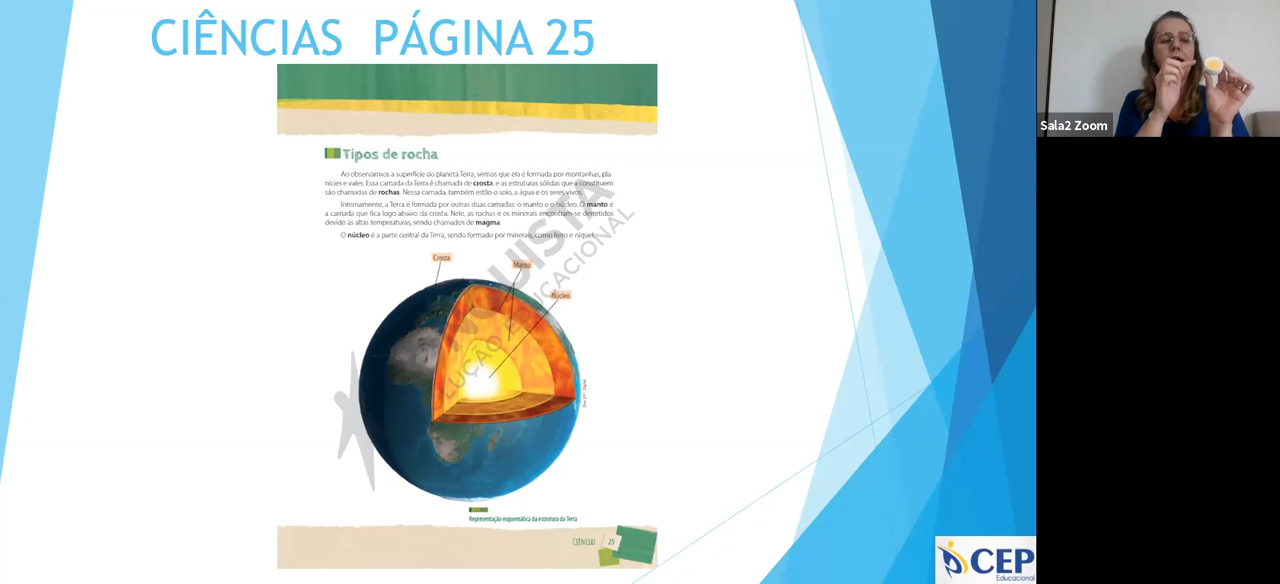 CIÊNCIAS PÁGINA 25
Sala2 Zoom
Tipos de rocha
Ao observarmos a superfície do planeta Terra, vemos que ela é formada por montanhas, pla
nícies e vales. Essa camada da Terra é chamada de crosta, e as estruturas sólidas que a constituem
são chamadas de rochas. Nessa camada, também estão o solo, a água e os seres vivos.
Internamente, a Terra é formada por outras duas camadas: o manto e o núcleo. O manto é
a camada que fica logo abaixo da crosta. Nele, as rochas e os minerais encontram-se derretidos
devido às altas temperaturas, sendo chamados de magma.
O núcleo é a parte central da Terra, sendo formado por minerais, como ferro e níquel.
Crosta
Manto
Núcleo
UISTA
LUÇÃO EDUCACIONAL
Representação esquemática da estrutura da Terra
CIÊNCIAS 25
CEP
Educacional